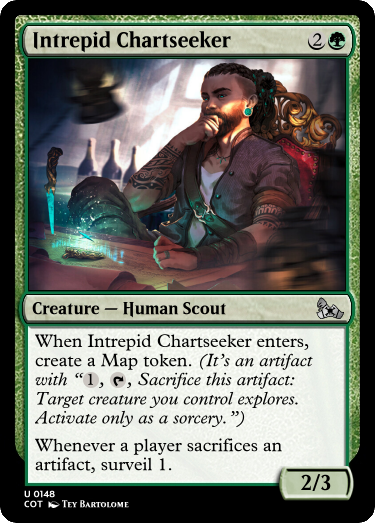 Intrepid Chartseeker 2
Creature — Human Scout
When Intrepid Chartseeker enters,
create a Map token. (It's an artifact
with “1, , Sacrifice this artifact:
Target creature you control explores.
Activate only as a sorcery.”)
Whenever a player sacrifices an
artifact, surveil 1.
2/3
U 0148
COT Tey Bartolome